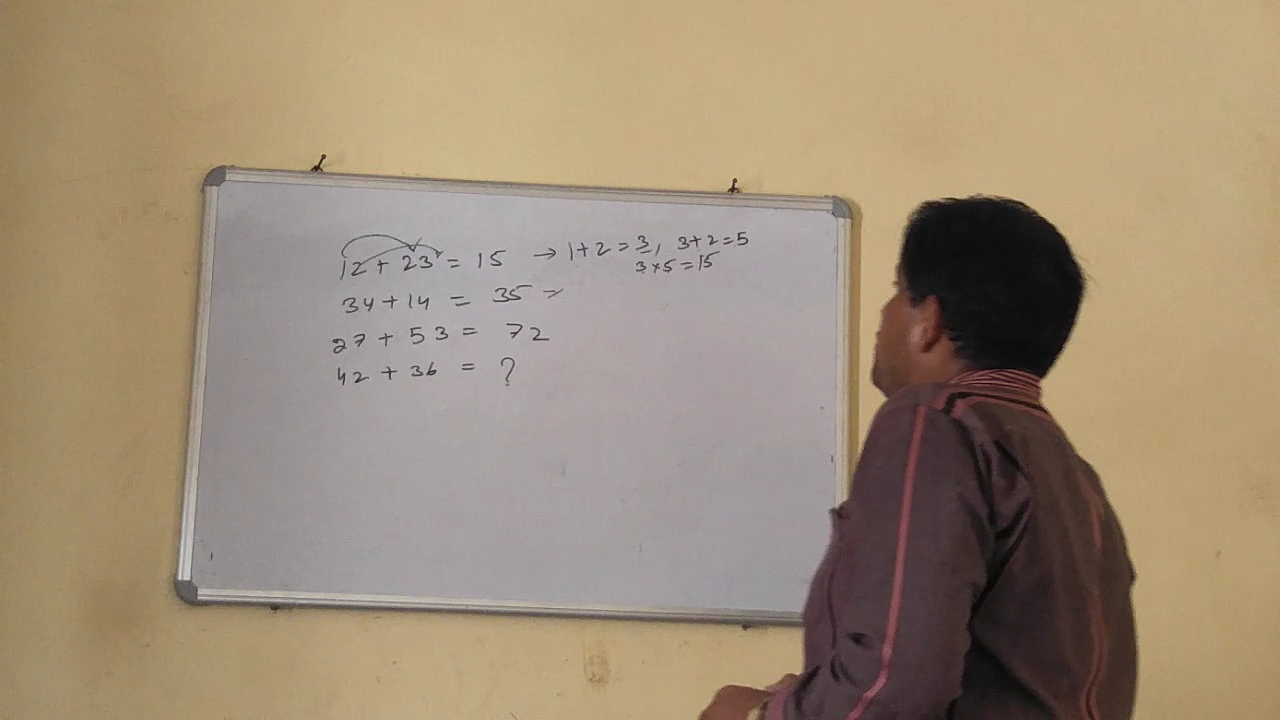 12 + 23 = 15 → 1+2=3, 3+2=5
3×5=15
34+14 = 35 →
27 + 53 = 72
42 + 36 = ?